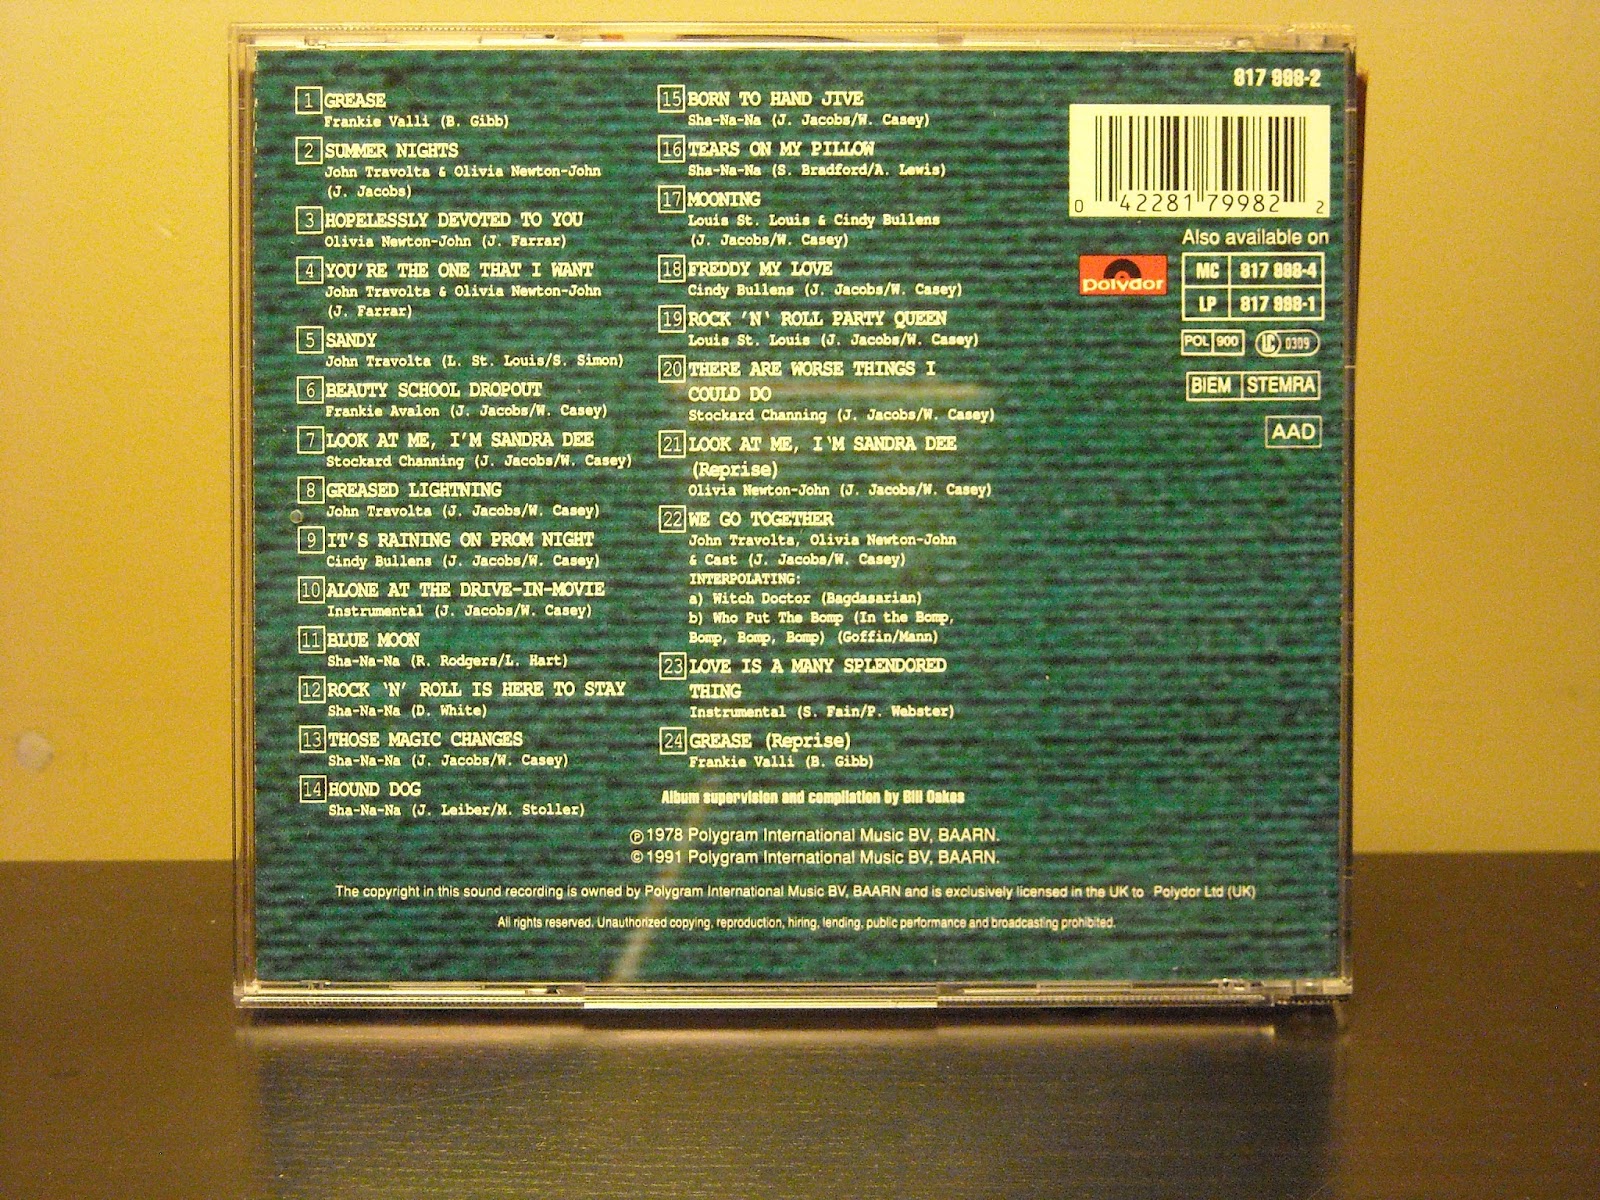 1 GREASE
Frankie Valli (B. Gibb)
2 SUMMER NIGHTS
John Travolta & Olivia Newton-John
(J. Jacobs)
3 HOPELESSLY DEVOTED TO YOU
Olivia Newton-John (J. Farrar)
4 YOU'RE THE ONE THAT I WANT
John Travolta & Olivia Newton-John
(J. Farrar)
5 SANDY
John Travolta (L. St. Louis/S. Simon)
6 BEAUTY SCHOOL DROPOUT
Frankie Avalon (J. Jacobs/W. Casey)
7 LOOK AT ME, I'M SANDRA DEE
Stockard Channing (J. Jacobs/W. Casey)
8 GREASED LIGHTNING
John Travolta (J. Jacobs/W. Casey)
9 IT'S RAINING ON PROM NIGHT
Cindy Bullens (J. Jacobs/W. Casey)
10 ALONE AT THE DRIVE-IN-MOVIE
Instrumental (J. Jacobs/W. Casey)
11 BLUE MOON
Sha-Na-Na (R. Rodgers/L. Hart)
12 ROCK 'N' ROLL IS HERE TO STAY
Sha-Na-Na (D. White)
13 THOSE MAGIC CHANGES
Sha-Na-Na (J. Jacobs/W. Casey)
14 HOUND DOG
Sha-Na-Na (J. Leiber/M. Stoller)
15 BORN TO HAND JIVE
Sha-Na-Na (J. Jacobs/W. Casey)
16 TEARS ON MY PILLOW
Sha-Na-Na (S. Bradford/A. Lewis)
17 MOONING
Louis St. Louis & Cindy Bullens
(J. Jacobs/W. Casey)
18 FREDDY MY LOVE
Cindy Bullens (J. Jacobs/W. Casey)
19 ROCK 'N' ROLL PARTY QUEEN
Louis St. Louis (J. Jacobs/W. Casey)
20 THERE ARE WORSE THINGS I
COULD DO
Stockard Channing (J. Jacobs/W. Casey)
21 LOOK AT ME, I'M SANDRA DEE
(Reprise)
Olivia Newton-John (J. Jacobs/W. Casey)
22 WE GO TOGETHER
John Travolta, Olivia Newton-John
& Cast (J. Jacobs/W. Casey)
INTERPOLATING:
a) Witch Doctor (Bagdasarian)
b) Who Put The Bomp (In the Bomp,
Bomp, Bomp, Bomp) (Goffin/Mann)
23 LOVE IS A MANY SPLENDORED
THING
Instrumental (S. Fain/P. Webster)
24 GREASE (Reprise)
Frankie Valli (B. Gibb)
Album supervision and compilation by Bill Oakes
817 998-2
0 42281 79982 2
Also available on
MC 817 998-4
LP 817 998-1
polydor
POL 900 LC 0309
BIEM STEMRA
AAD
℗ 1978 Polygram International Music BV, BAARN.
© 1991 Polygram International Music BV, BAARN.
The copyright in this sound recording is owned by Polygram International Music BV, BAARN and is exclusively licensed in the UK to Polydor Ltd (UK)
All rights reserved. Unauthorized copying, reproduction, hiring, lending, public performance and broadcasting prohibited.